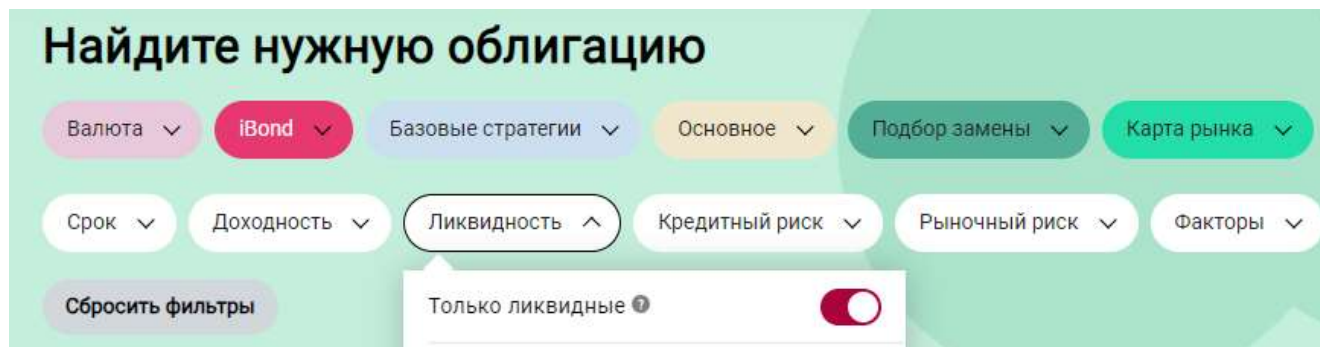 Найдите нужную облигацию
Валюта iBond Базовые стратегии Основное Подбор замены Карта рынка
Срок Доходность Ликвидность Кредитный риск Рыночный риск Факторы
Сбросить фильтры Только ликвидные ?